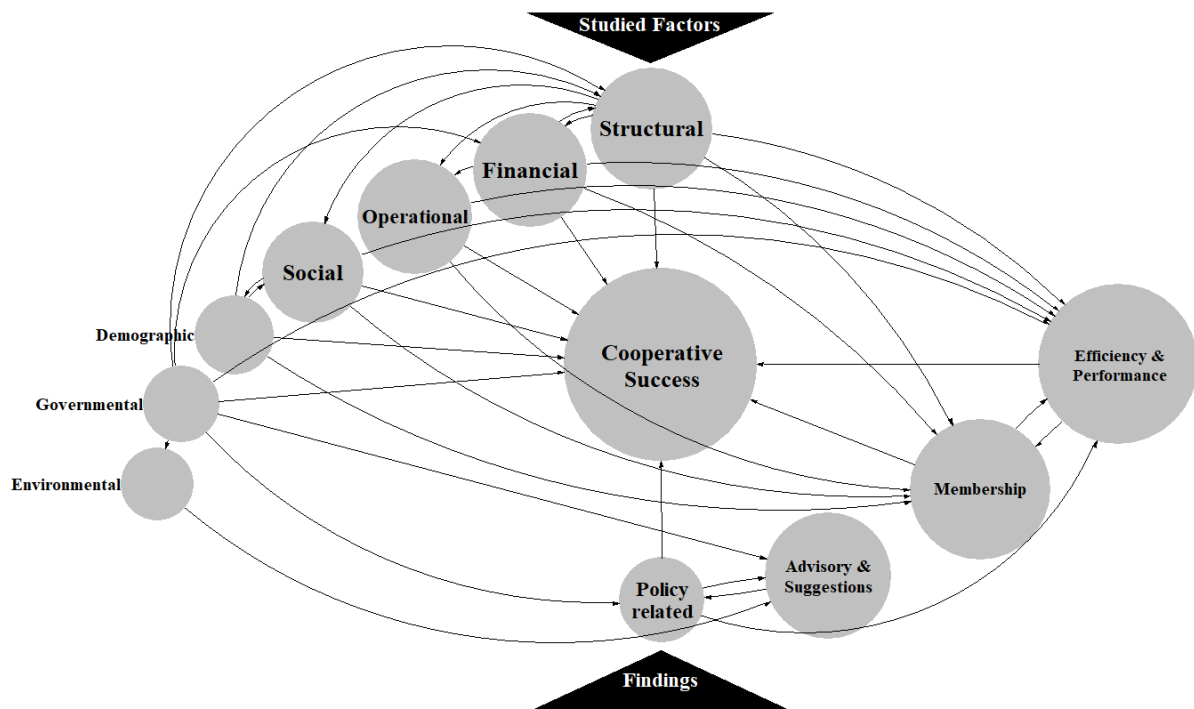 Studied Factors
Structural
Financial
Operational
Social
Demographic
Governmental
Environmental
Cooperative
Success
Efficiency &
Performance
Membership
Advisory &
Suggestions
Policy
related
Findings